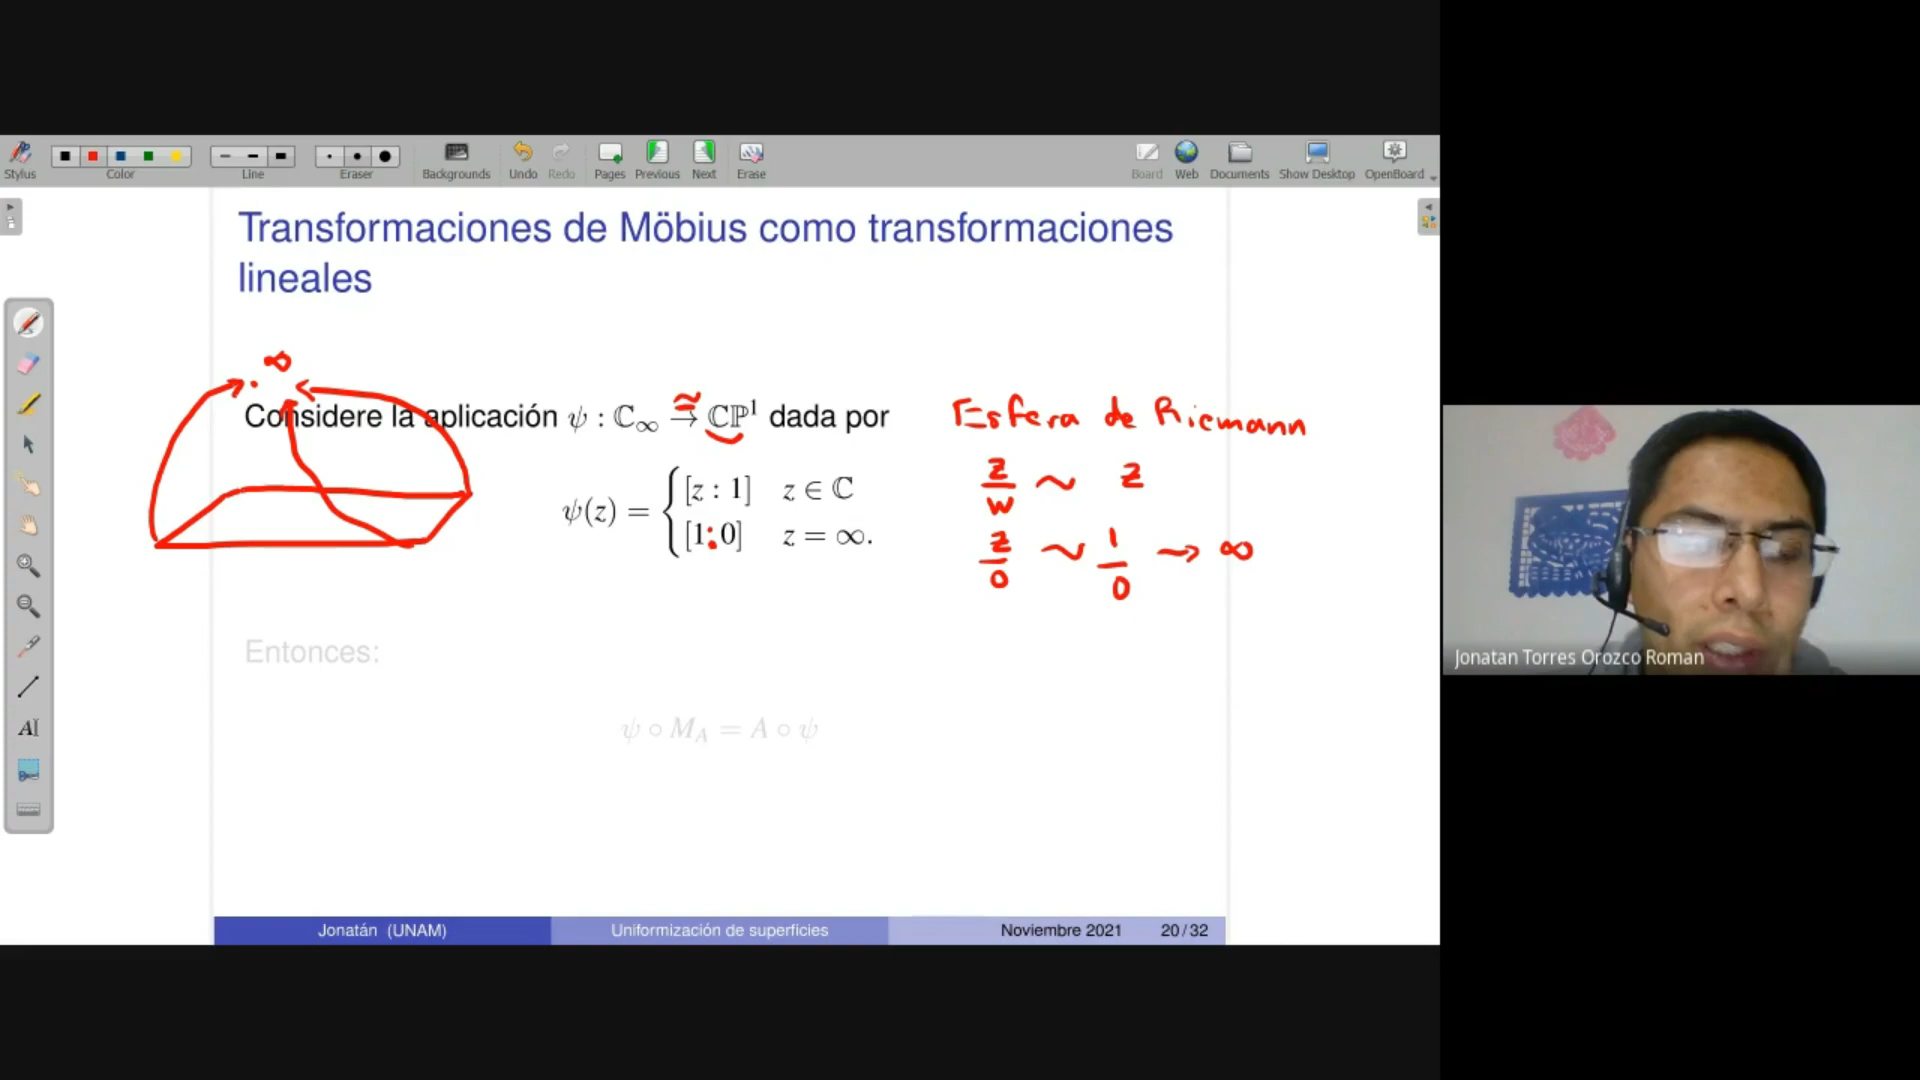 Stylus
Color
Line
Eraser
Backgrounds
Undo
Redo
Pages
Previous
Next
Erase
Board
Web
Documents
Show Desktop
OpenBoard
Transformaciones de Möbius como transformaciones
lineales
∞
Considere la aplicación ψ : ℂ∞ ≅→ ℂℙ¹ dada por
Esfera de Riemann
ψ(z) = { [z : 1] z ∈ ℂ
[1:0] z = ∞.
z/w ~ z
z/0 ~ 1/0 → ∞
Entonces:
ψ ∘ M_A = A ∘ ψ
A
Jonatán (UNAM)
Uniformización de superficies
Noviembre 2021
20 / 32
Jonatan Torres Orozco Roman